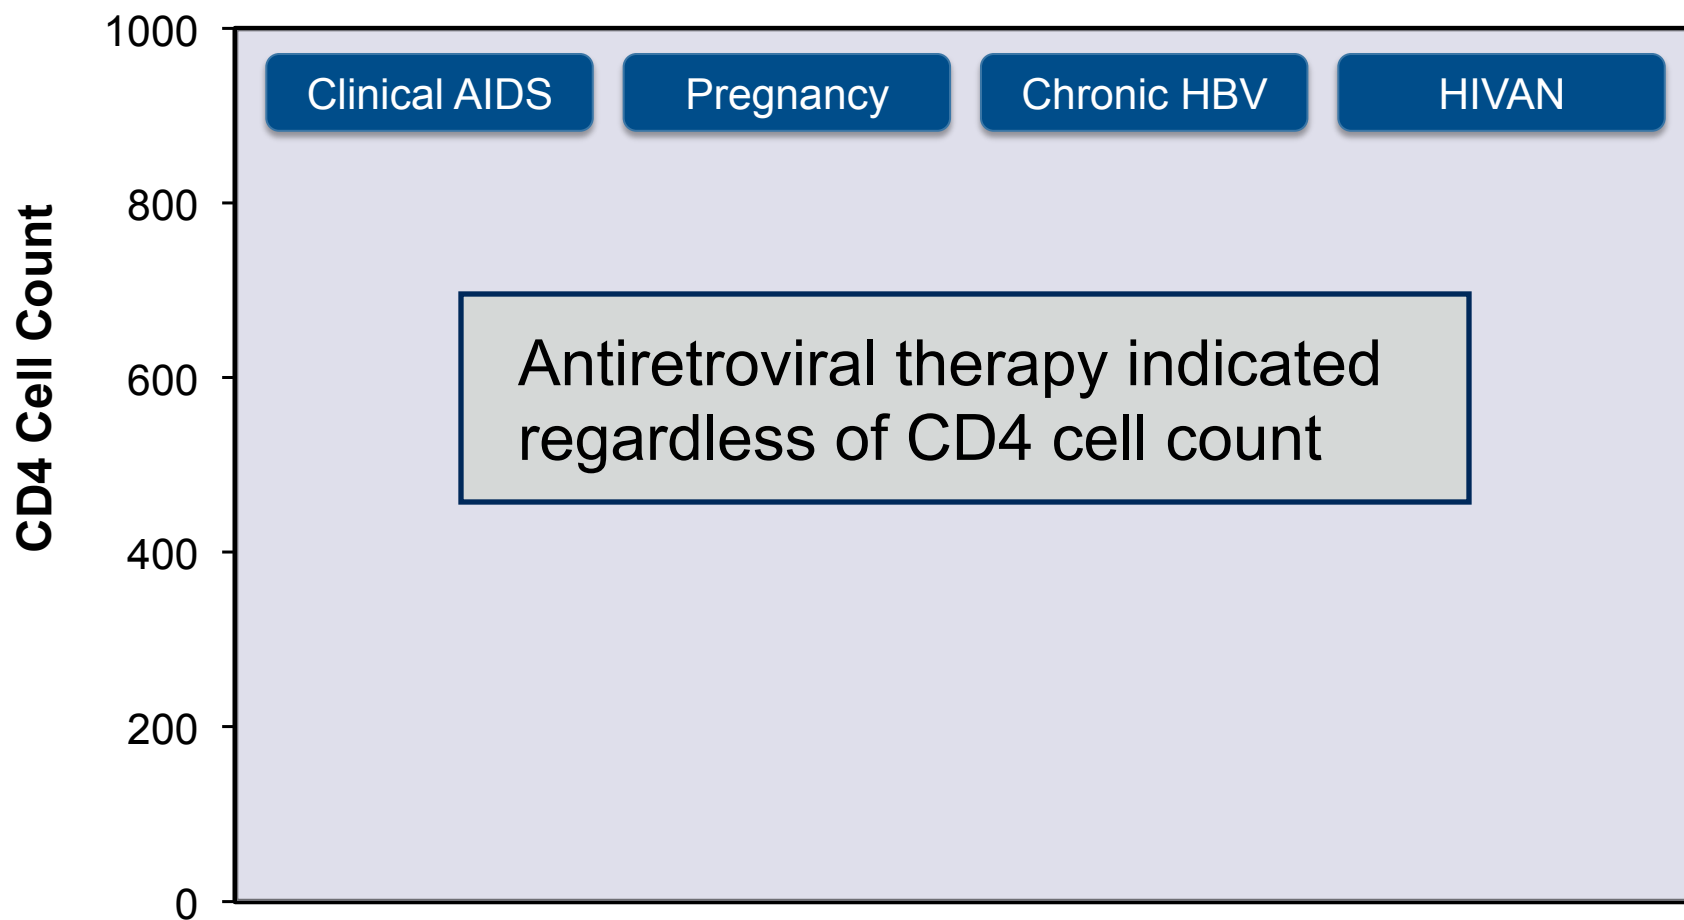 1000
Clinical AIDS
Pregnancy
Chronic HBV
HIVAN
800
CD4 Cell Count
600
Antiretroviral therapy indicated
regardless of CD4 cell count
400
200
0